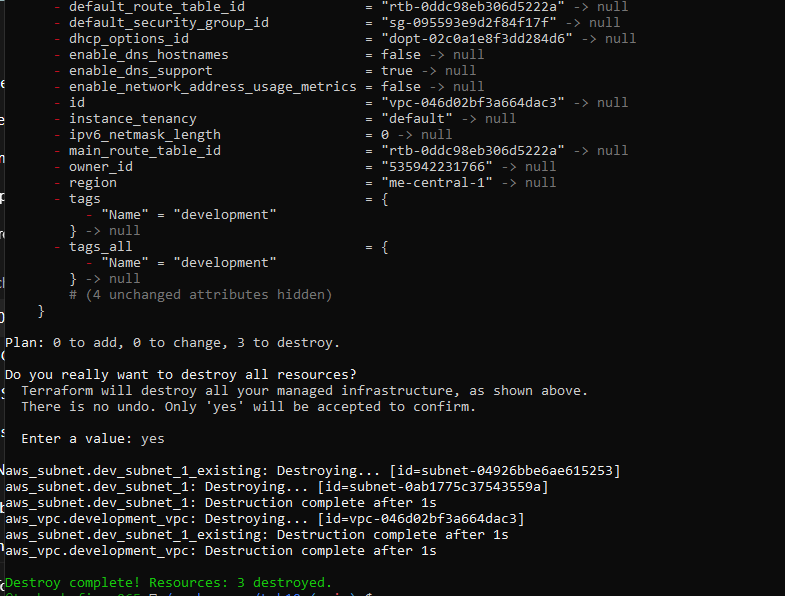 - default_route_table_id = "rtb-0ddc98eb306d5222a" -> null
- default_security_group_id = "sg-095593e9d2f84f17f" -> null
- dhcp_options_id = "dopt-02c0a1e8f3dd284d6" -> null
- enable_dns_hostnames = false -> null
- enable_dns_support = true -> null
- enable_network_address_usage_metrics = false -> null
- id = "vpc-046d02bf3a664dac3" -> null
- instance_tenancy = "default" -> null
- ipv6_netmask_length = 0 -> null
- main_route_table_id = "rtb-0ddc98eb306d5222a" -> null
- owner_id = "535942231766" -> null
- region = "me-central-1" -> null
- tags = {
- "Name" = "development"
} -> null
- tags_all = {
- "Name" = "development"
} -> null
# (4 unchanged attributes hidden)
}
Plan: 0 to add, 0 to change, 3 to destroy.
Do you really want to destroy all resources?
Terraform will destroy all your managed infrastructure, as shown above.
There is no undo. Only 'yes' will be accepted to confirm.
Enter a value: yes
aws_subnet.dev_subnet_1_existing: Destroying... [id=subnet-04926bbe6ae615253]
aws_subnet.dev_subnet_1: Destroying... [id=subnet-0ab1775c37543559a]
aws_subnet.dev_subnet_1: Destruction complete after 1s
aws_vpc.development_vpc: Destroying... [id=vpc-046d02bf3a664dac3]
aws_subnet.dev_subnet_1_existing: Destruction complete after 1s
aws_vpc.development_vpc: Destruction complete after 1s
Destroy complete! Resources: 3 destroyed.